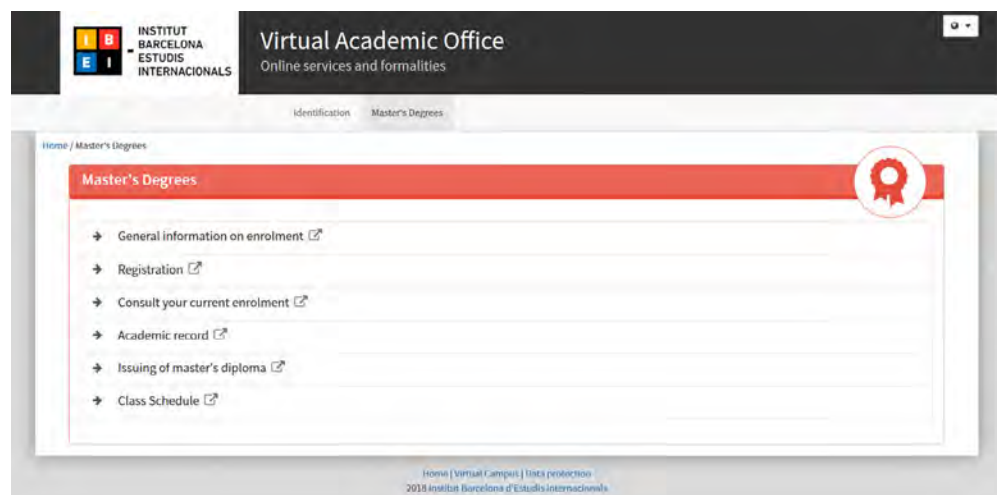 I B
E I
INSTITUT
BARCELONA
ESTUDIS
INTERNACIONALS
Virtual Academic Office
Online services and formalities
Identification Master's Degrees
Home / Master's Degrees
Master's Degrees
General information on enrolment
Registration
Consult your current enrolment
Academic record
Issuing of master's diploma
Class Schedule
Home | Virtual Campus | Data protection
2018 Institut Barcelona d'Estudis Internacionals